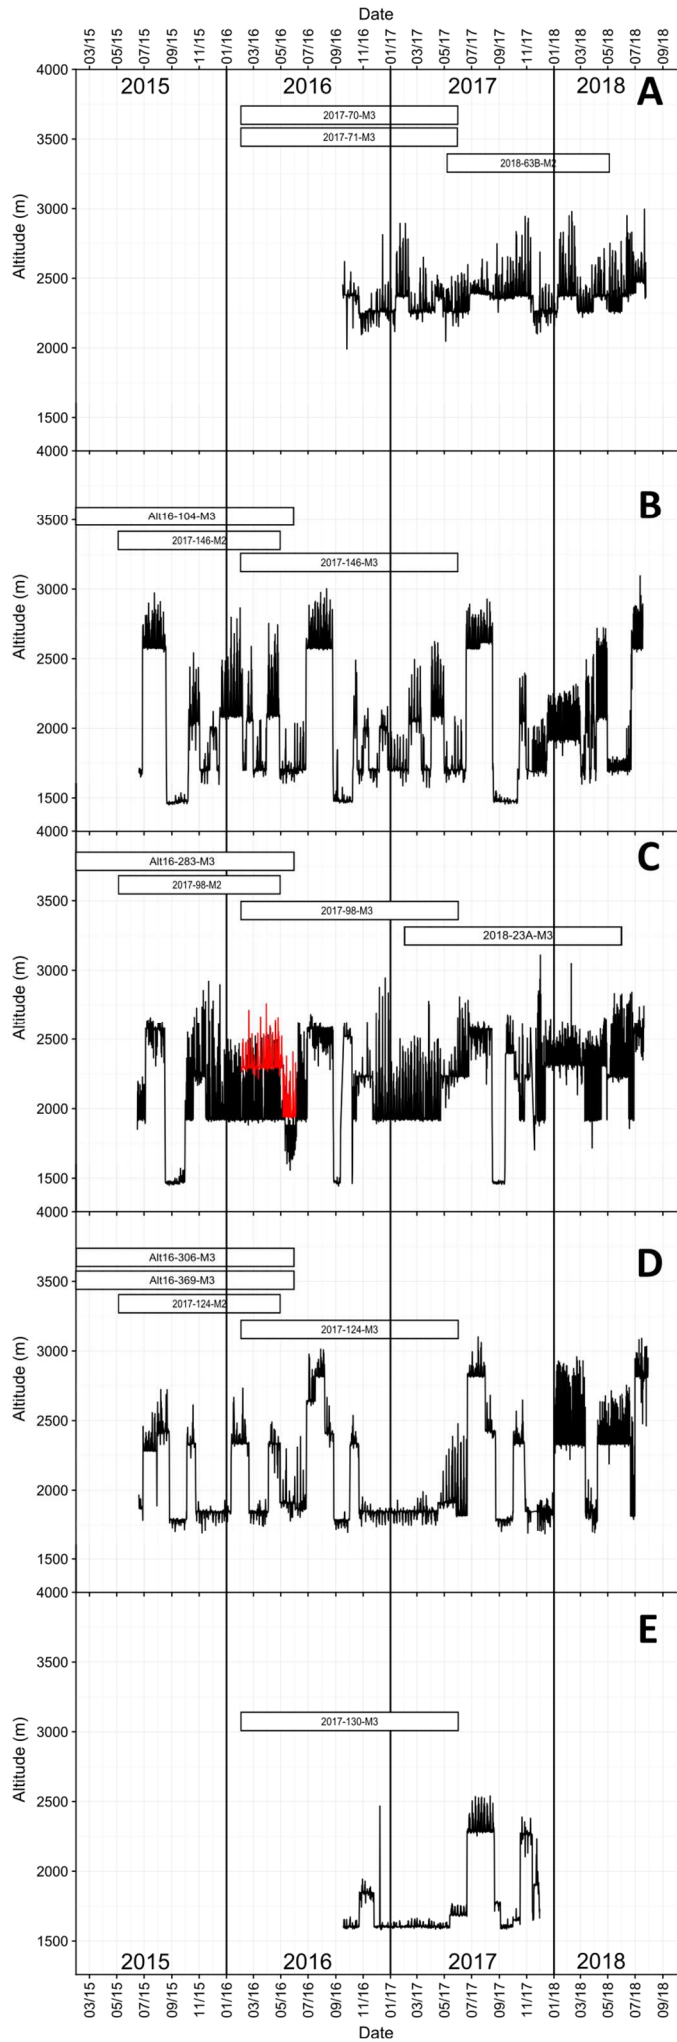 Date
03/15 05/15 07/15 09/15 11/15 01/16 03/16 05/16 07/16 09/16 11/16 01/17 03/17 05/17 07/17 09/17 11/17 01/18 03/18 05/18 07/18 09/18
4000
2015 2016 2017 2018 A
2017-70-M3
3500
2017-71-M3
2018-63B-M2
3000
Altitude (m)
2500
2000
1500
4000
B
Alt16-104-M3
3500
2017-146-M2
2017-146-M3
3000
Altitude (m)
2500
2000
1500
4000
C
Alt16-283-M3
2017-98-M2
3500
2017-98-M3
2018-23A-M3
3000
Altitude (m)
2500
2000
1500
4000
D
Alt16-306-M3
3500
Alt16-369-M3
2017-124-M2
2017-124-M3
3000
Altitude (m)
2500
2000
1500
4000
E
3500
2017-130-M3
3000
Altitude (m)
2500
2000
1500
2015 2016 2017 2018
03/15 05/15 07/15 09/15 11/15 01/16 03/16 05/16 07/16 09/16 11/16 01/17 03/17 05/17 07/17 09/17 11/17 01/18 03/18 05/18 07/18 09/18
Date